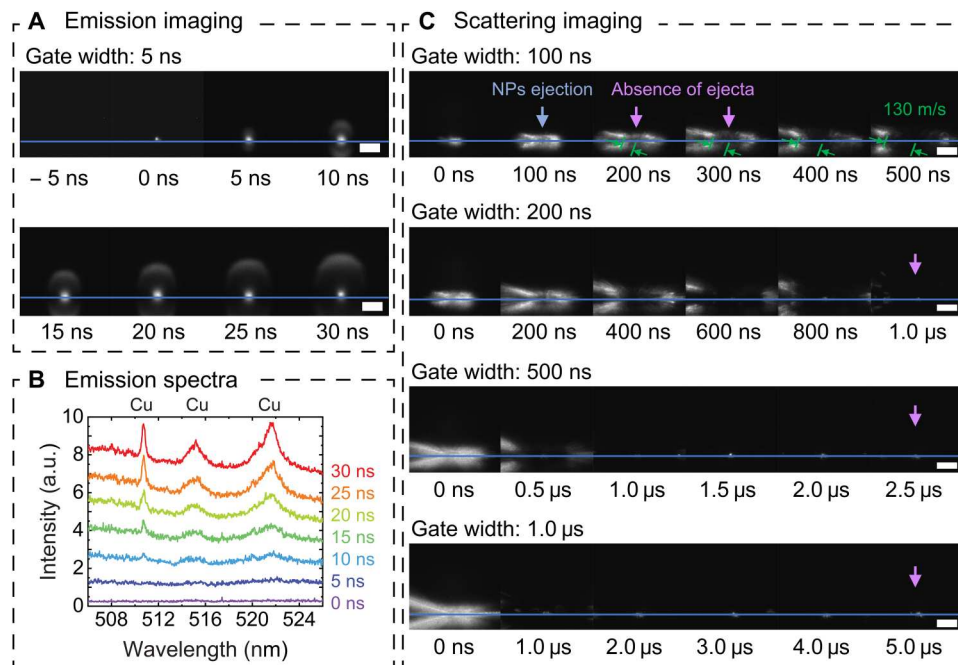 A Emission imaging
Gate width: 5 ns
– 5 ns 0 ns 5 ns 10 ns
15 ns 20 ns 25 ns 30 ns
B Emission spectra
Cu Cu Cu
10
8
6
4
2
0
Intensity (a.u.)
30 ns
25 ns
20 ns
15 ns
10 ns
5 ns
0 ns
508 512 516 520 524
Wavelength (nm)
C Scattering imaging
Gate width: 100 ns
NPs ejection Absence of ejecta
130 m/s
0 ns 100 ns 200 ns 300 ns 400 ns 500 ns
Gate width: 200 ns
0 ns 200 ns 400 ns 600 ns 800 ns 1.0 µs
Gate width: 500 ns
0 ns 0.5 µs 1.0 µs 1.5 µs 2.0 µs 2.5 µs
Gate width: 1.0 µs
0 ns 1.0 µs 2.0 µs 3.0 µs 4.0 µs 5.0 µs